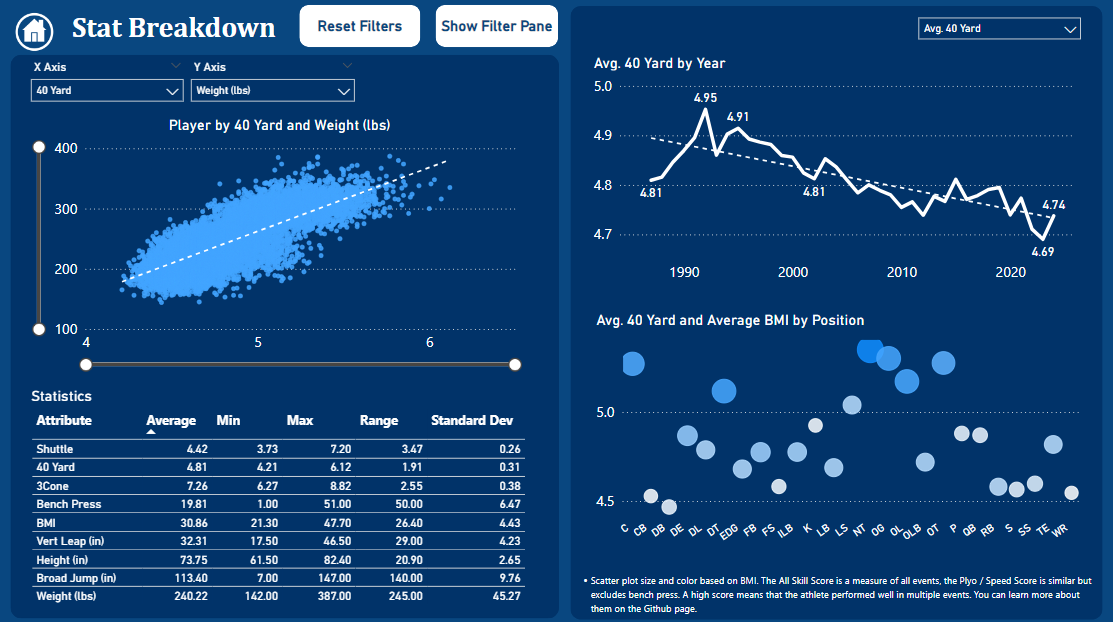 Stat Breakdown
Reset Filters
Show Filter Pane
X Axis
Y Axis
40 Yard
Weight (lbs)
Player by 40 Yard and Weight (lbs)
400
300
200
100
4 5 6
Statistics
Attribute Average Min Max Range Standard Dev
Shuttle 4.42 3.73 7.20 3.47 0.26
40 Yard 4.81 4.21 6.12 1.91 0.31
3Cone 7.26 6.27 8.82 2.55 0.38
Bench Press 19.81 1.00 51.00 50.00 6.47
BMI 30.86 21.30 47.70 26.40 4.43
Vert Leap (in) 32.31 17.50 46.50 29.00 4.23
Height (in) 73.75 61.50 82.40 20.90 2.65
Broad Jump (in) 113.40 7.00 147.00 140.00 9.76
Weight (lbs) 240.22 142.00 387.00 245.00 45.27
Avg. 40 Yard
Avg. 40 Yard by Year
5.0
4.95
4.91
4.9
4.8
4.81
4.81
4.74
4.7
4.69
1990 2000 2010 2020
Avg. 40 Yard and Average BMI by Position
5.0
4.5
C CB DB DE DL DT EDG FB FS ILB K LB LS NT OG OL OLB OT P QB RB S SS TE WR
• Scatter plot size and color based on BMI. The All Skill Score is a measure of all events, the Plyo / Speed Score is similar but
excludes bench press. A high score means that the athlete performed well in multiple events. You can learn more about
them on the Github page.